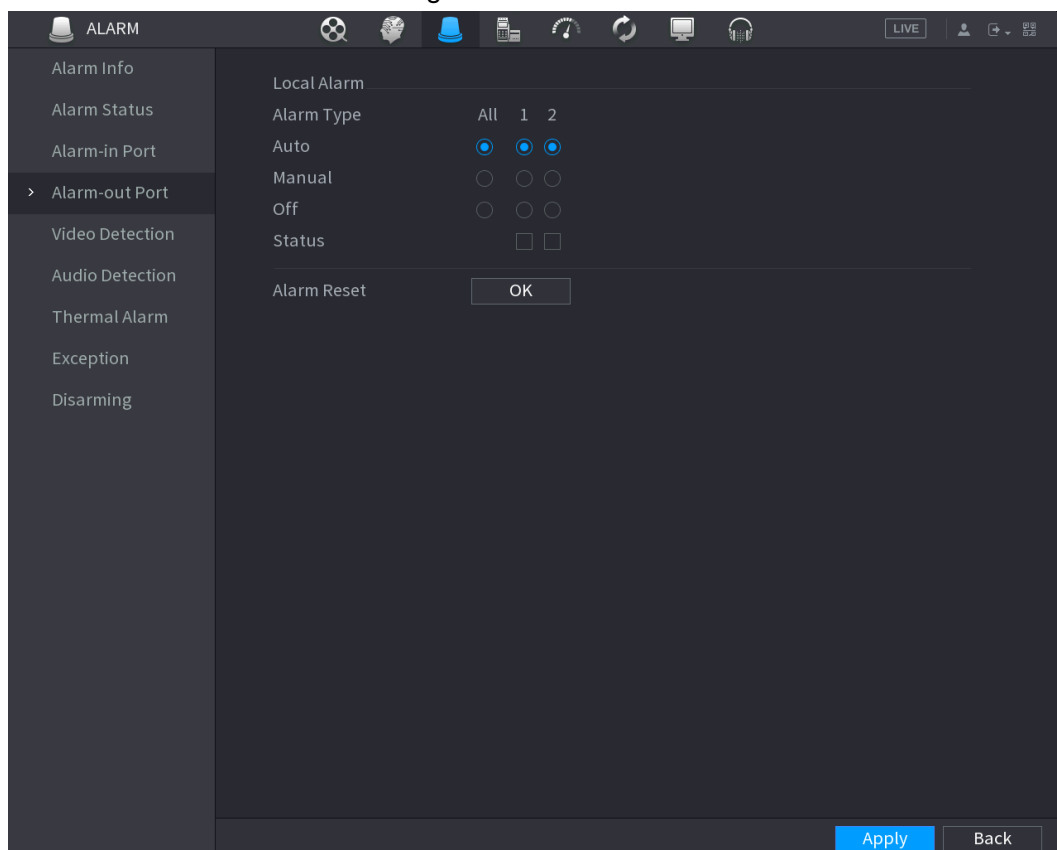 ALARM
LIVE
Alarm Info
Alarm Status
Alarm-in Port
> Alarm-out Port
Video Detection
Audio Detection
Thermal Alarm
Exception
Disarming
Local Alarm
Alarm Type All 1 2
Auto
Manual
Off
Status
Alarm Reset OK
Apply Back